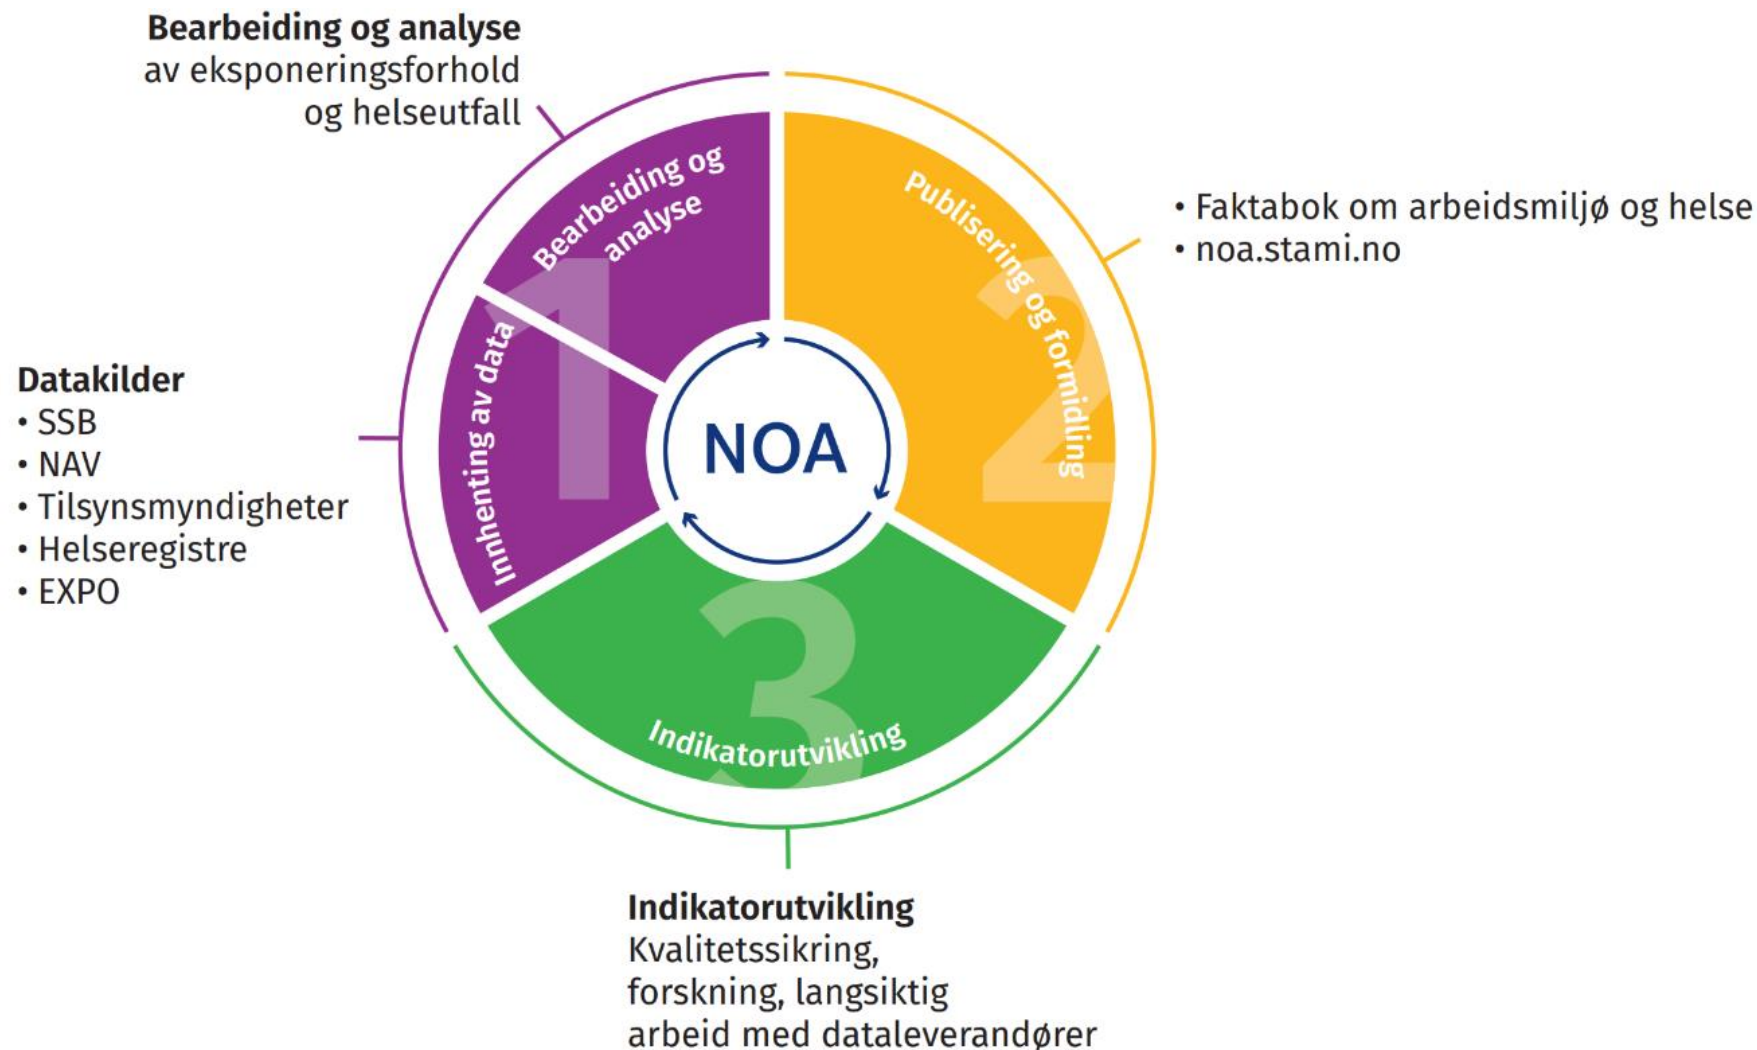 Bearbeiding og analyse
av eksponeringsforhold
og helseutfall
Bearbeiding og
analyse
1
Innhenting av data
Datakilder
• SSB
• NAV
• Tilsynsmyndigheter
• Helseregistre
• EXPO
NOA
Publisering og formidling
2
• Faktabok om arbeidsmiljø og helse
• noa.stami.no
3
Indikatorutvikling
Indikatorutvikling
Kvalitetssikring,
forskning, langsiktig
arbeid med dataleverandører